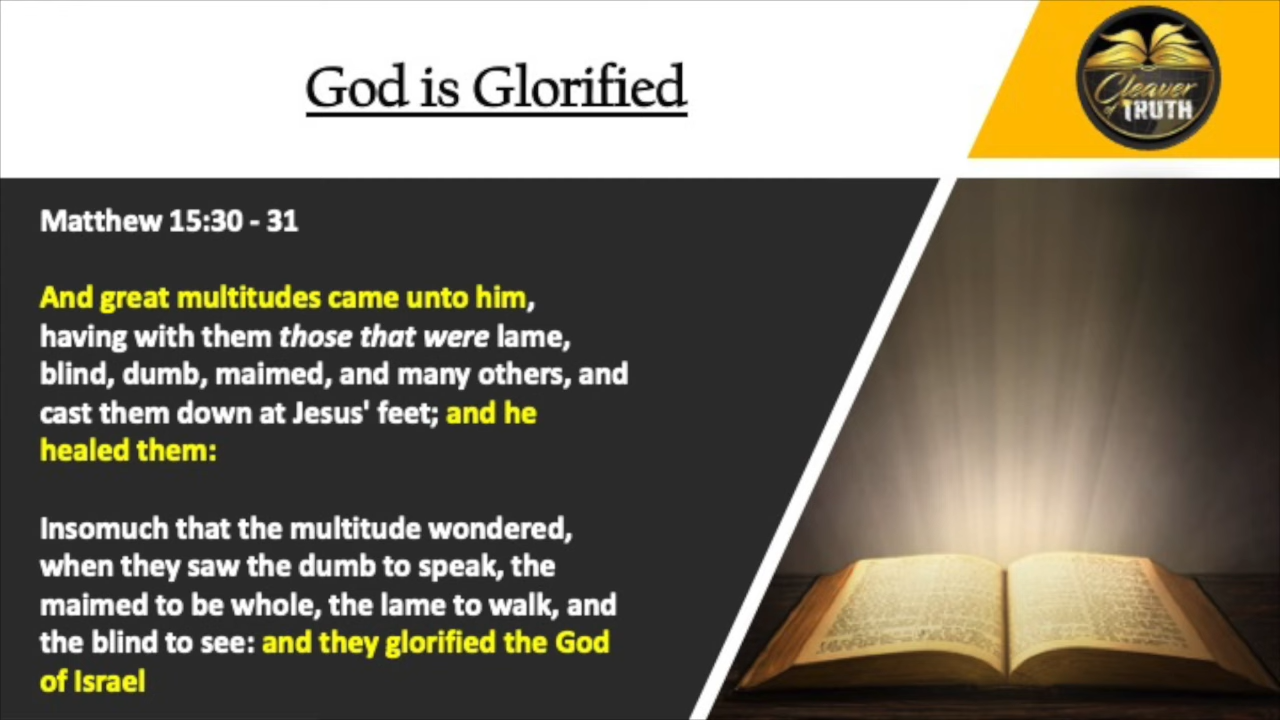 God is Glorified
Cleaver
of TRUTH
Matthew 15:30 - 31
And great multitudes came unto him,
having with them those that were lame,
blind, dumb, maimed, and many others, and
cast them down at Jesus' feet; and he
healed them:
Insomuch that the multitude wondered,
when they saw the dumb to speak, the
maimed to be whole, the lame to walk, and
the blind to see: and they glorified the God
of Israel